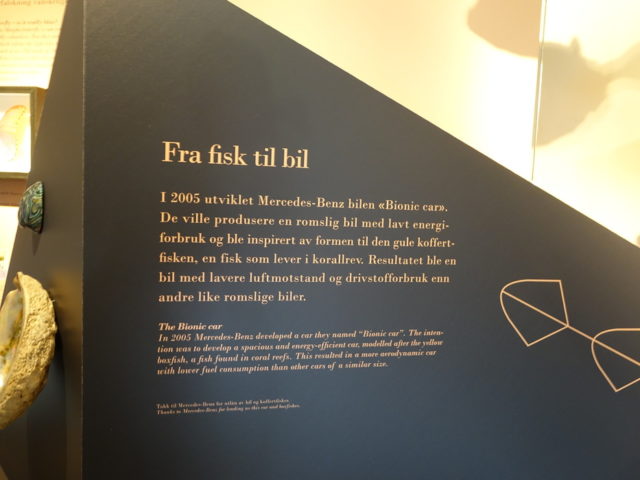 Fra fisk til bil
I 2005 utviklet Mercedes-Benz bilen «Bionic car».
De ville produsere en romslig bil med lavt energi-
forbruk og ble inspirert av formen til den gule koffert-
fisken, en fisk som lever i korallrev. Resultatet ble en
bil med lavere luftmotstand og drivstofforbruk enn
andre like romslige biler.
The Bionic car
In 2005 Mercedes-Benz developed a car they named "Bionic car". The inten-
tion was to develop a spacious and energy-efficient car, modelled after the yellow
boxfish, a fish found in coral reefs. This resulted in a more aerodynamic car
with lower fuel consumption than other cars of a similar size.
Takk til Mercedes-Benz for utlån av bil og koffertfisken.
Thanks to Mercedes-Benz for lending us this car and boxfishes.